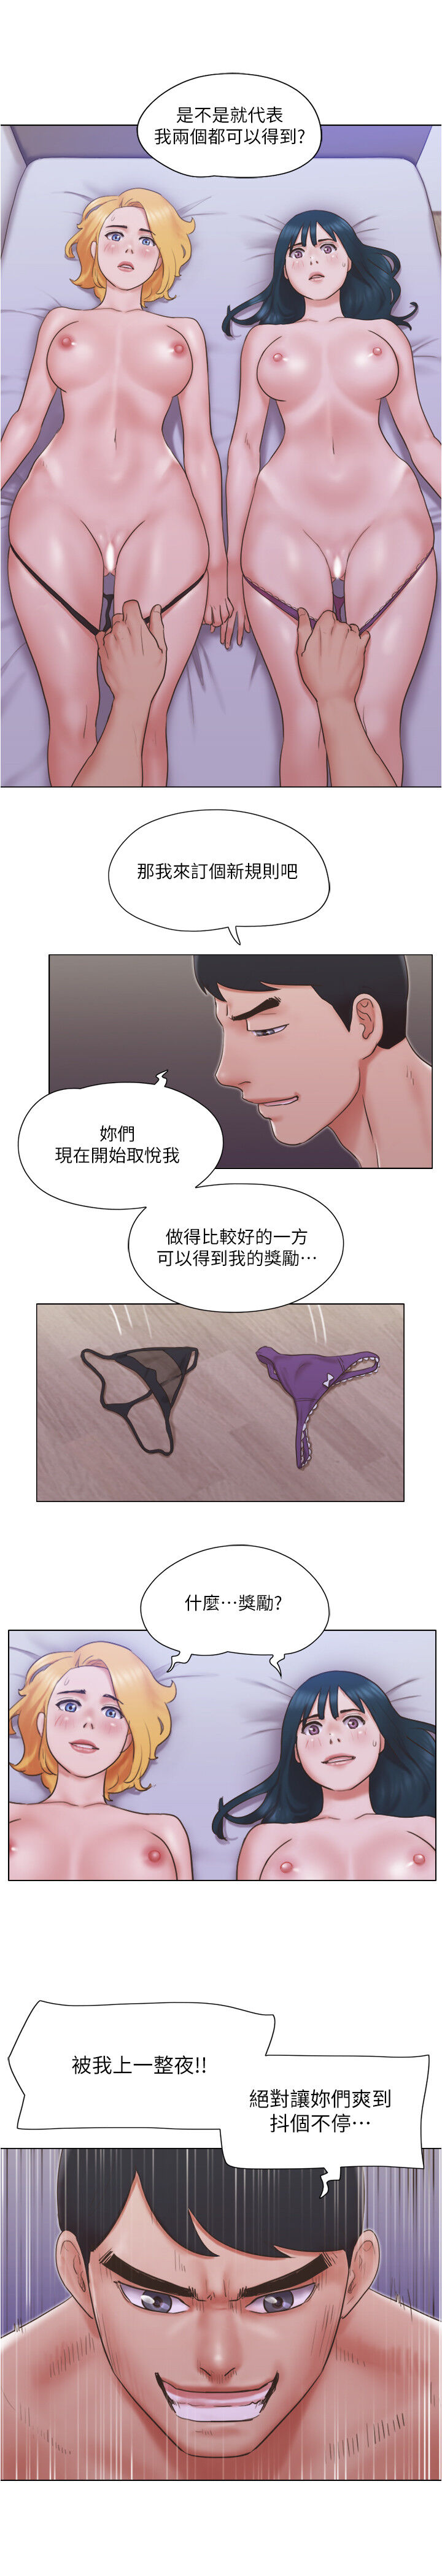 是不是就代表
我兩個都可以得到?
那我來訂個新規則吧
妳們
現在開始取悅我
做得比較好的一方
可以得到我的獎勵⋯
什麼⋯獎勵?
被我上一整夜!!
絕對讓妳們爽到
抖個不停⋯